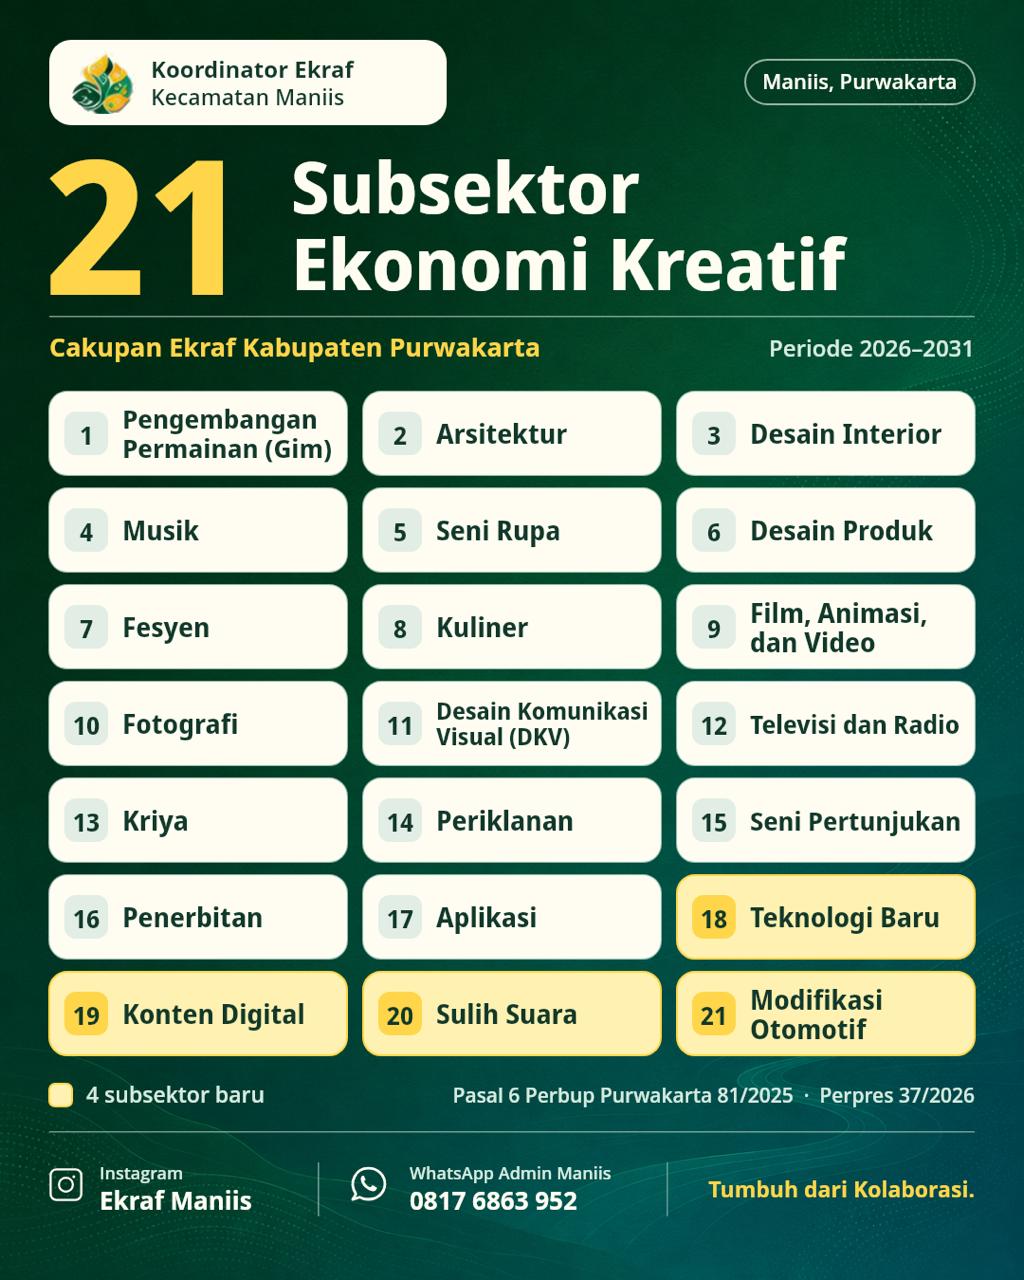 Koordinator Ekraf
Kecamatan Maniis
Maniis, Purwakarta
21
Subsektor
Ekonomi Kreatif
Cakupan Ekraf Kabupaten Purwakarta
Periode 2026–2031
1
Pengembangan
Permainan (Gim)
2
Arsitektur
3
Desain Interior
4
Musik
5
Seni Rupa
6
Desain Produk
7
Fesyen
8
Kuliner
9
Film, Animasi,
dan Video
10
Fotografi
11
Desain Komunikasi
Visual (DKV)
12
Televisi dan Radio
13
Kriya
14
Periklanan
15
Seni Pertunjukan
16
Penerbitan
17
Aplikasi
18
Teknologi Baru
19
Konten Digital
20
Sulih Suara
21
Modifikasi
Otomotif
4 subsektor baru
Pasal 6 Perbup Purwakarta 81/2025 · Perpres 37/2026
Instagram
Ekraf Maniis
WhatsApp Admin Maniis
0817 6863 952
Tumbuh dari Kolaborasi.